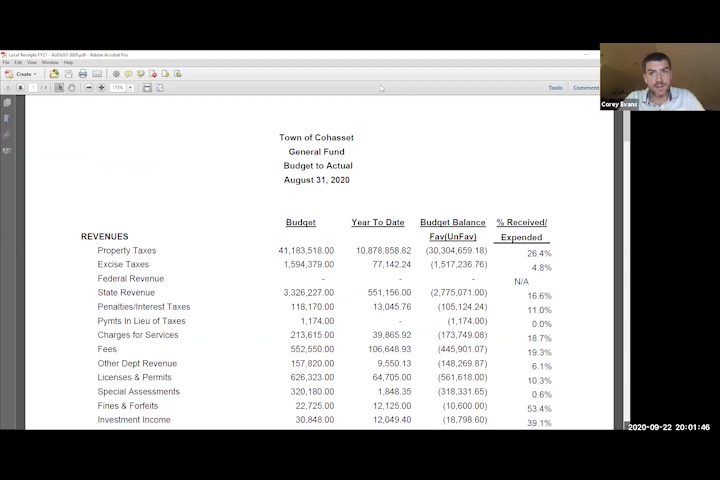 Local Receipts FY21 - AUGUST 2020.pdf - Adobe Acrobat Pro
File Edit View Window Help
Create
Tools Comment
Corey Evans
Town of Cohasset
General Fund
Budget to Actual
August 31, 2020
Budget Year To Date Budget Balance % Received/
REVENUES Fav(UnFav) Expended
Property Taxes 41,183,518.00 10,878,858.82 (30,304,659.18) 26.4%
Excise Taxes 1,594,379.00 77,142.24 (1,517,236.76) 4.8%
Federal Revenue - - - N/A
State Revenue 3,326,227.00 551,156.00 (2,775,071.00) 16.6%
Penalties/Interest Taxes 118,170.00 13,045.76 (105,124.24) 11.0%
Pymts In Lieu of Taxes 1,174.00 - (1,174.00) 0.0%
Charges for Services 213,615.00 39,865.92 (173,749.08) 18.7%
Fees 552,550.00 106,648.93 (445,901.07) 19.3%
Other Dept Revenue 157,820.00 9,550.13 (148,269.87) 6.1%
Licenses & Permits 626,323.00 64,705.00 (561,618.00) 10.3%
Special Assessments 320,180.00 1,848.35 (318,331.65) 0.6%
Fines & Forfeits 22,725.00 12,125.00 (10,600.00) 53.4%
Investment Income 30,848.00 12,049.40 (18,798.60) 39.1%
2020-09-22 20:01:46